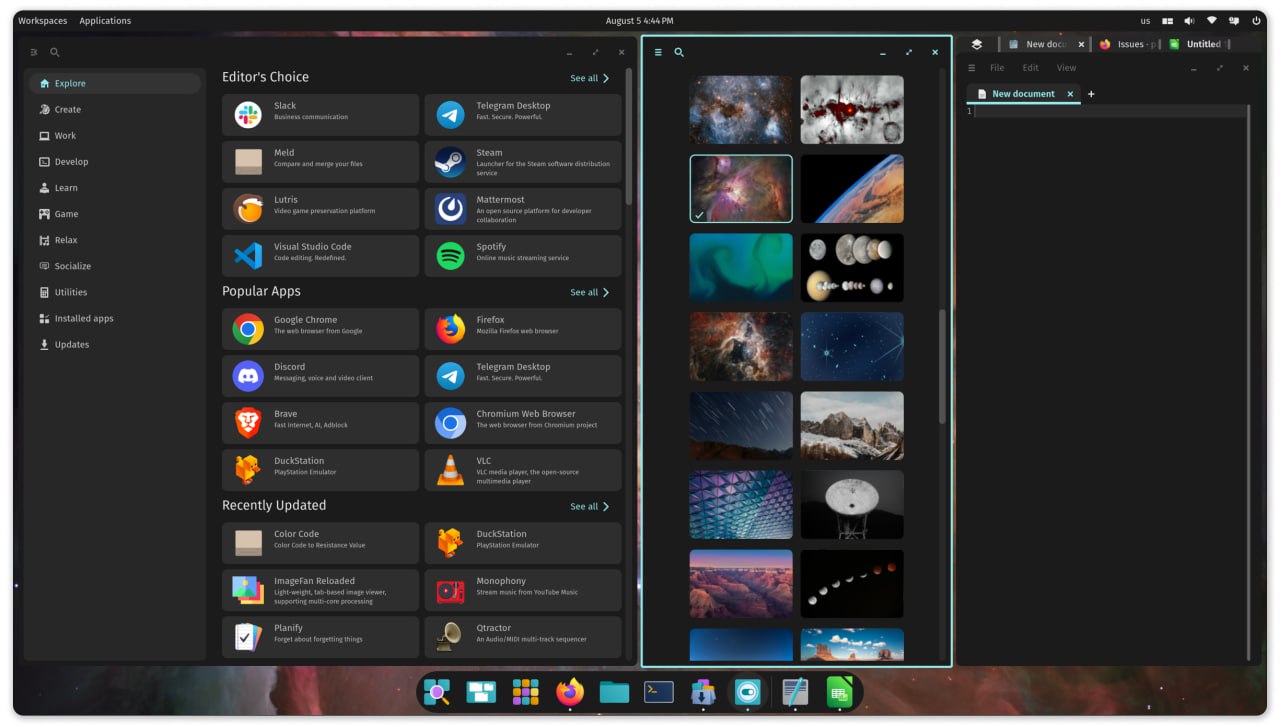 Workspaces Applications
August 5 4:44 PM
us
Explore
Create
Work
Develop
Learn
Game
Relax
Socialize
Utilities
Installed apps
Updates
Editor's Choice
See all
Slack
Business communication
Telegram Desktop
Fast. Secure. Powerful.
Meld
Compare and merge your files
Steam
Launcher for the Steam software distribution
service
Lutris
Video game preservation platform
Mattermost
An open source platform for developer
collaboration
Visual Studio Code
Code editing. Redefined.
Spotify
Online music streaming service
Popular Apps
See all
Google Chrome
The web browser from Google
Firefox
Mozilla Firefox web browser
Discord
Messaging, voice and video client
Telegram Desktop
Fast. Secure. Powerful.
Brave
Fast Internet, AI, Adblock
Chromium Web Browser
The web browser from Chromium project
DuckStation
PlayStation Emulator
VLC
VLC media player, the open-source
multimedia player
Recently Updated
See all
Color Code
Color Code to Resistance Value
DuckStation
PlayStation Emulator
ImageFan Reloaded
Light-weight, tab-based image viewer,
supporting multi-core processing
Monophony
Stream music from YouTube Music
Planify
Forget about forgetting things
Qtractor
An Audio/MIDI multi-track sequencer
New docu
Issues · p
Untitled 1
File Edit View
New document
1